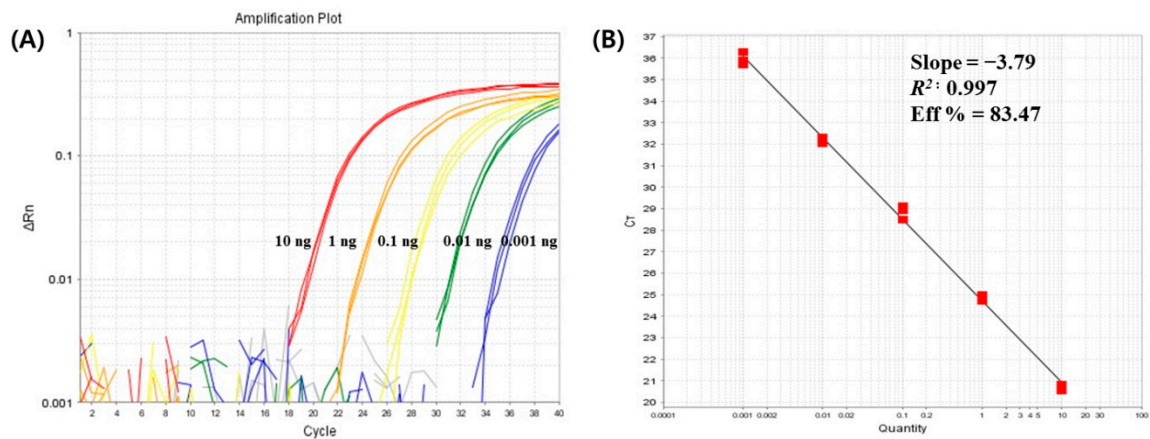 Amplification Plot
(A)
1
0.1
0.01
0.001
ΔRn
10 ng 1 ng 0.1 ng 0.01 ng 0.001 ng
2 4 6 8 10 12 14 16 18 20 22 24 26 28 30 32 34 36 38 40
Cycle
(B)
37
36
35
34
33
32
31
30
29
28
27
26
25
24
23
22
21
20
CT
Slope = −3.79
R²: 0.997
Eff % = 83.47
0.0001 0.001 0.002 0.01 0.02 0.1 0.2 1 2 3 4 5 10 20 30 100
Quantity